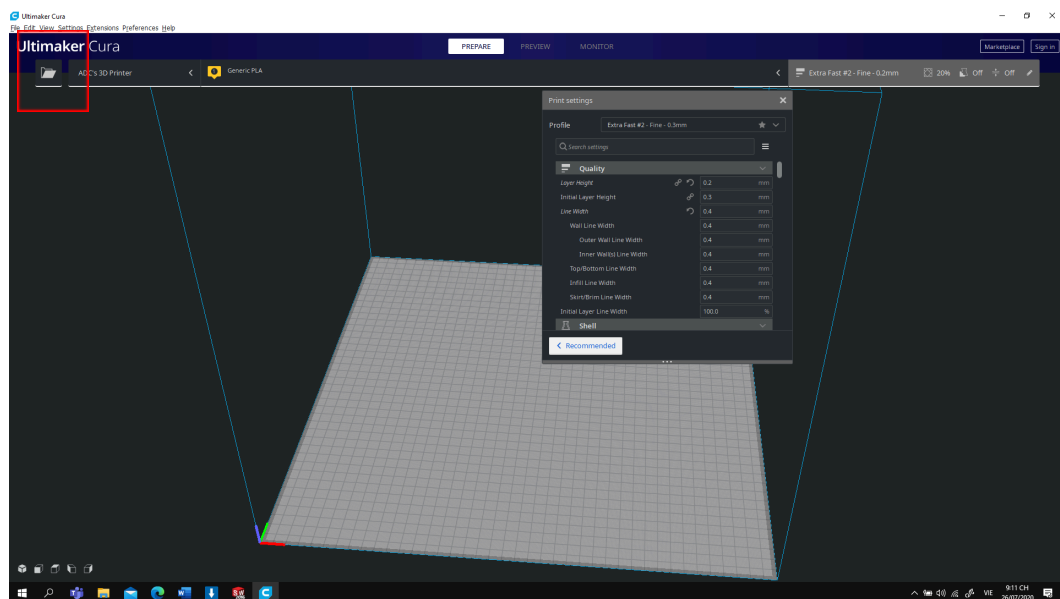 Ultimaker Cura
File Edit View Settings Extensions Preferences Help
Ultimaker Cura
PREPARE PREVIEW MONITOR
Marketplace Sign in
ADC's 3D Printer
Generic PLA
Extra Fast #2 - Fine - 0.2mm 20% Off Off
Print settings
Profile Extra Fast #2 - Fine - 0.3mm
Search settings
Quality
Layer Height 0.2 mm
Initial Layer Height 0.3 mm
Line Width 0.4 mm
Wall Line Width 0.4 mm
Outer Wall Line Width 0.4 mm
Inner Wall(s) Line Width 0.4 mm
Top/Bottom Line Width 0.4 mm
Infill Line Width 0.4 mm
Skirt/Brim Line Width 0.4 mm
Initial Layer Line Width 100.0 %
Shell
Recommended
VIE
9:11 CH
26/07/2020